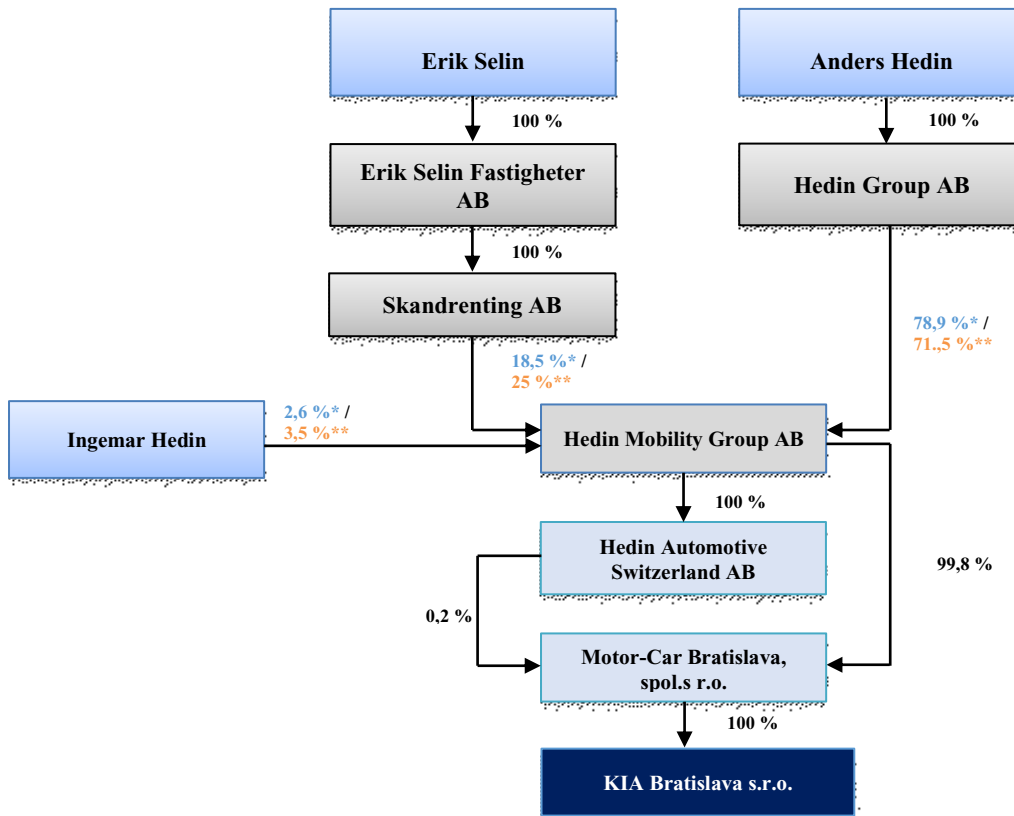 Erik Selin
Anders Hedin
100 %
100 %
Erik Selin Fastigheter
AB
Hedin Group AB
100 %
Skandrenting AB
78,9 %* /
71.,5 %**
18,5 %* /
25 %**
2,6 %* /
3,5 %**
Ingemar Hedin
Hedin Mobility Group AB
100 %
Hedin Automotive
Switzerland AB
99,8 %
0,2 %
Motor-Car Bratislava,
spol.s r.o.
100 %
KIA Bratislava s.r.o.